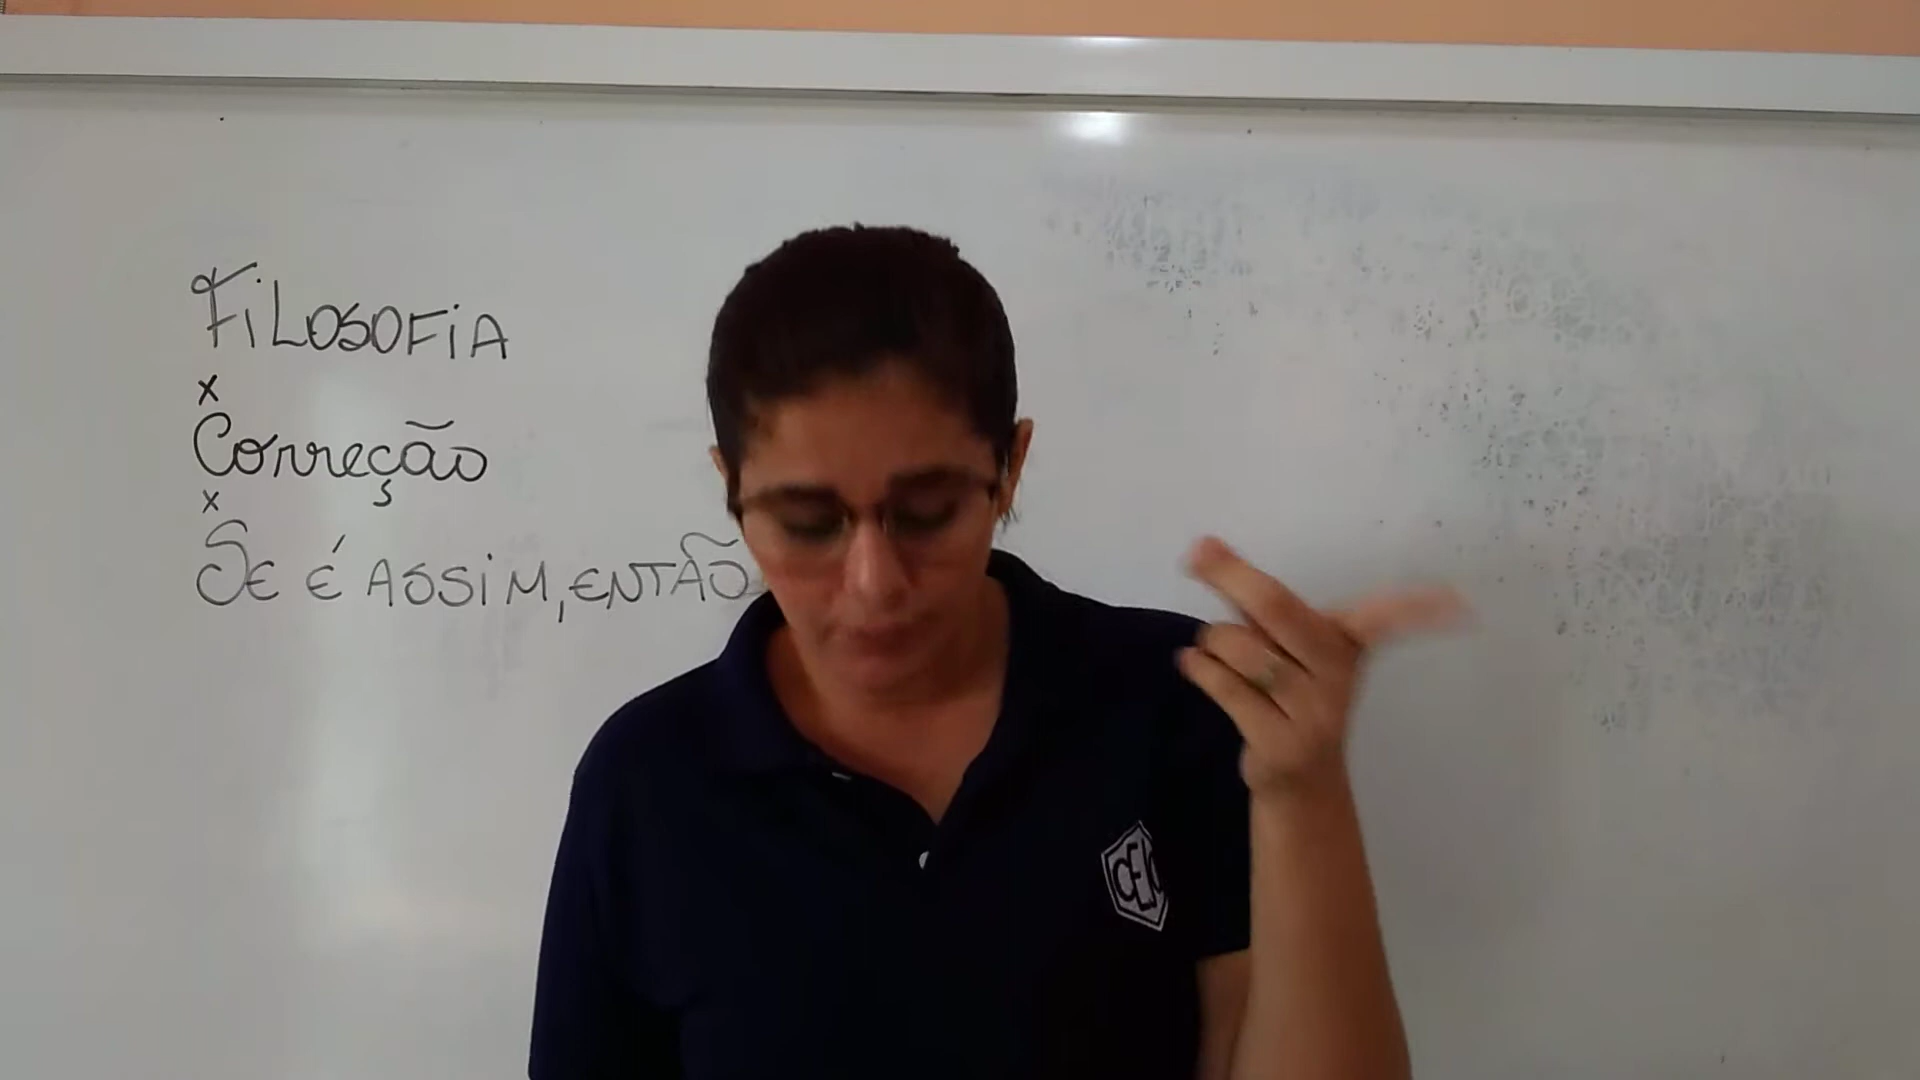 FiLOSOFiA
x
Correção
x
SE É ASSiM, ENTÃO